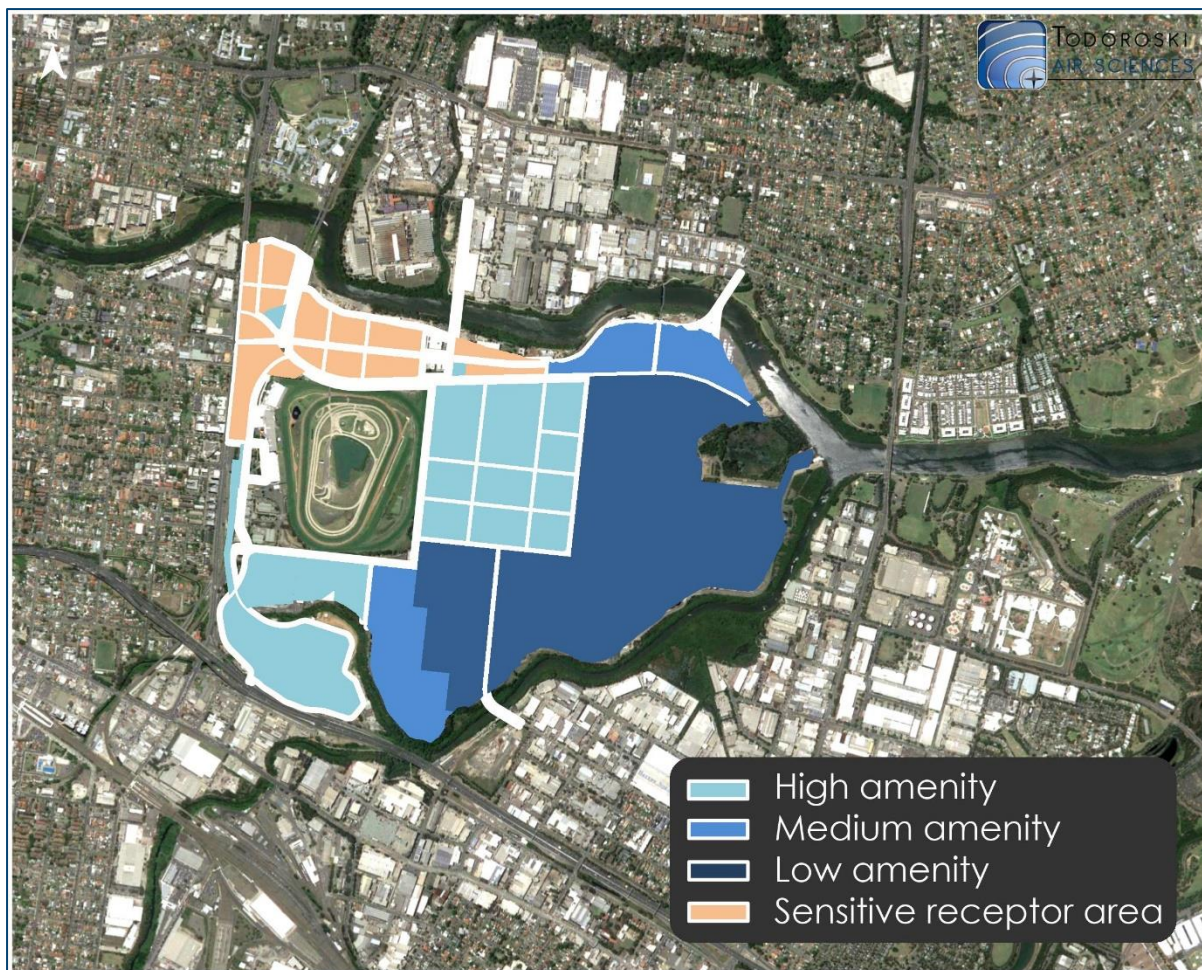 N
TODOROSKI
AIR SCIENCES
High amenity
Medium amenity
Low amenity
Sensitive receptor area